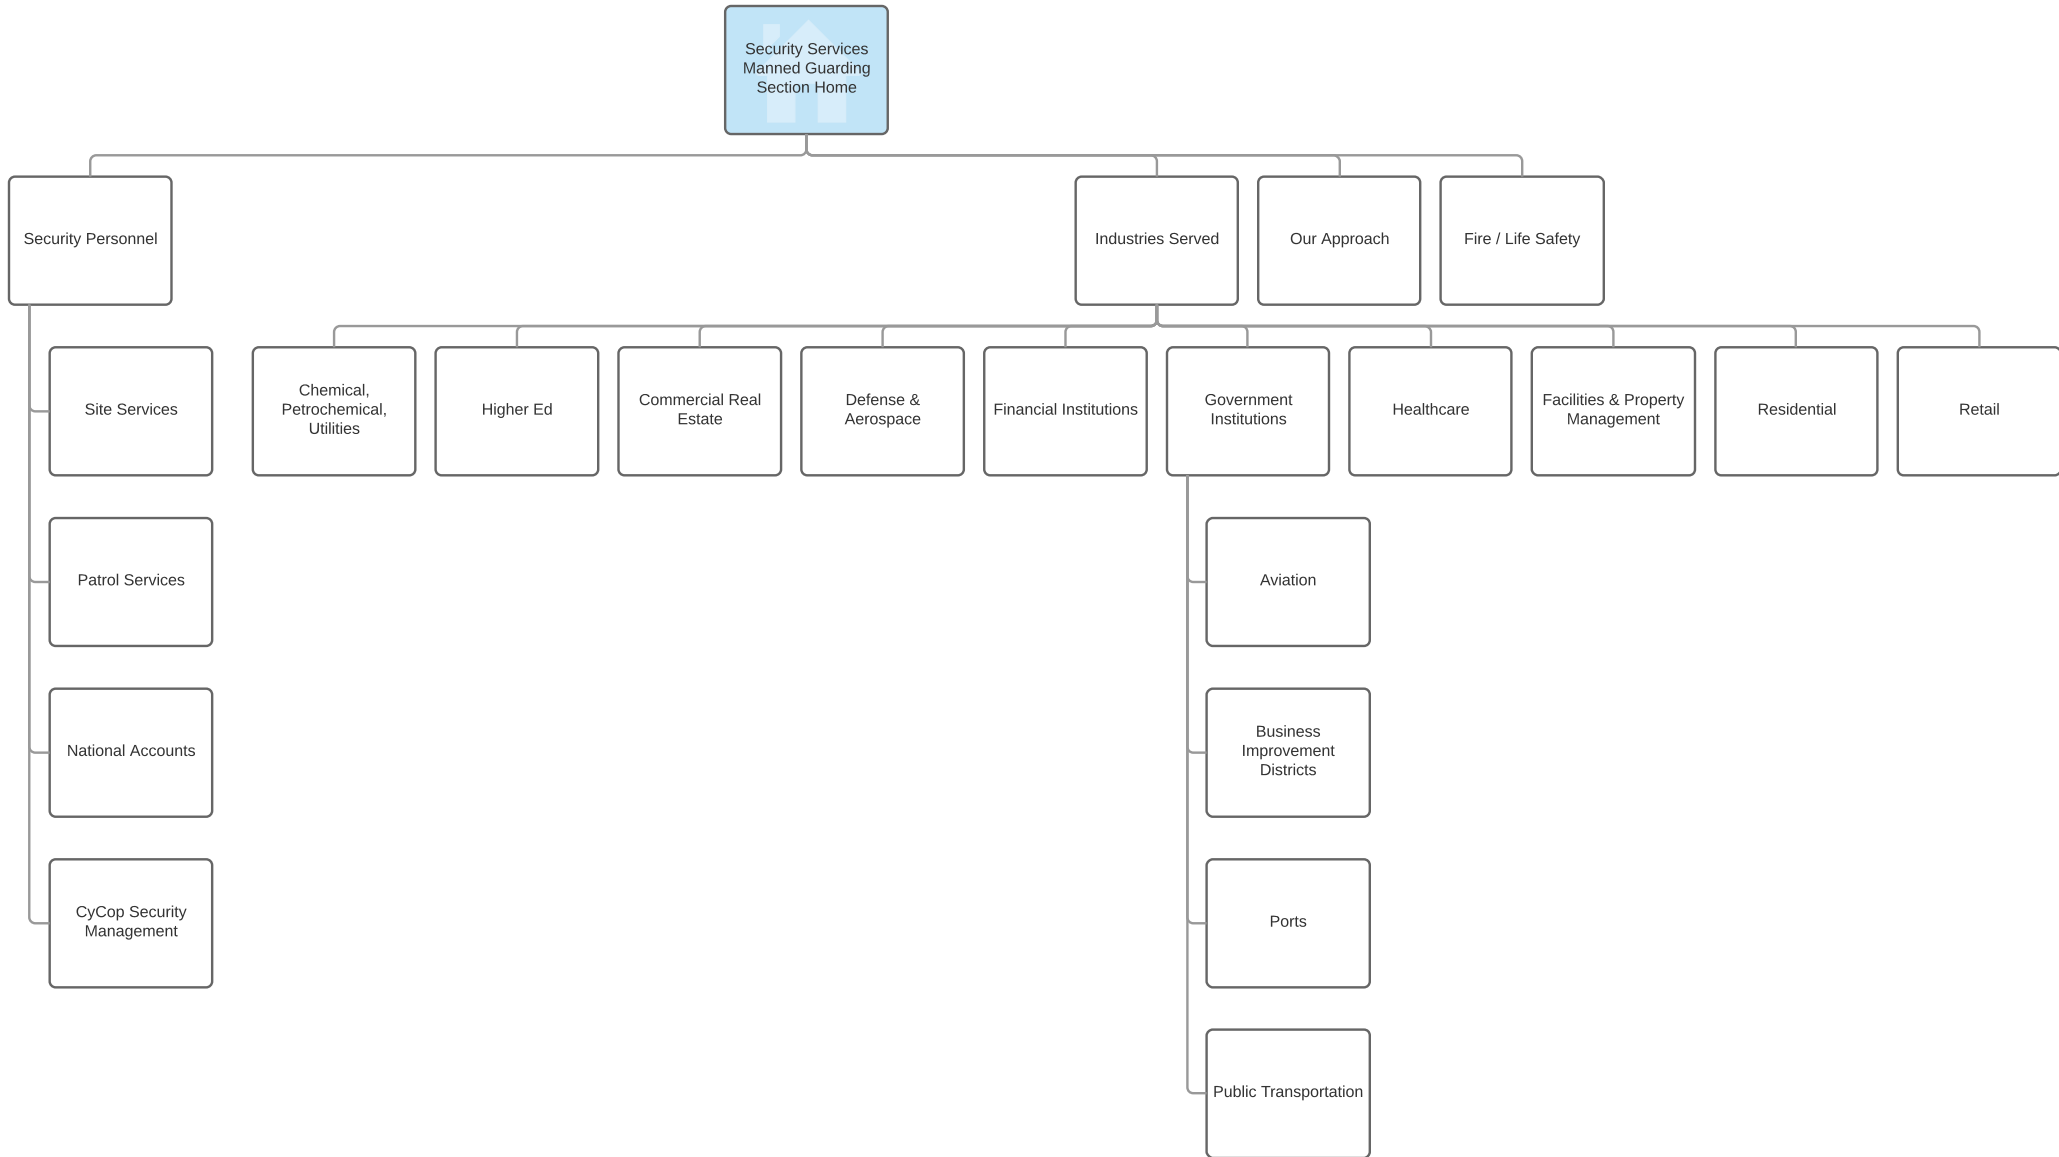 Security Services
Manned Guarding
Section Home
Security Personnel
Industries Served
Our Approach
Fire / Life Safety
Site Services
Chemical,
Petrochemical,
Utilities
Higher Ed
Commercial Real
Estate
Defense &
Aerospace
Financial Institutions
Government
Institutions
Healthcare
Facilities & Property
Management
Residential
Retail
Patrol Services
Aviation
National Accounts
Business
Improvement
Districts
CyCop Security
Management
Ports
Public Transportation